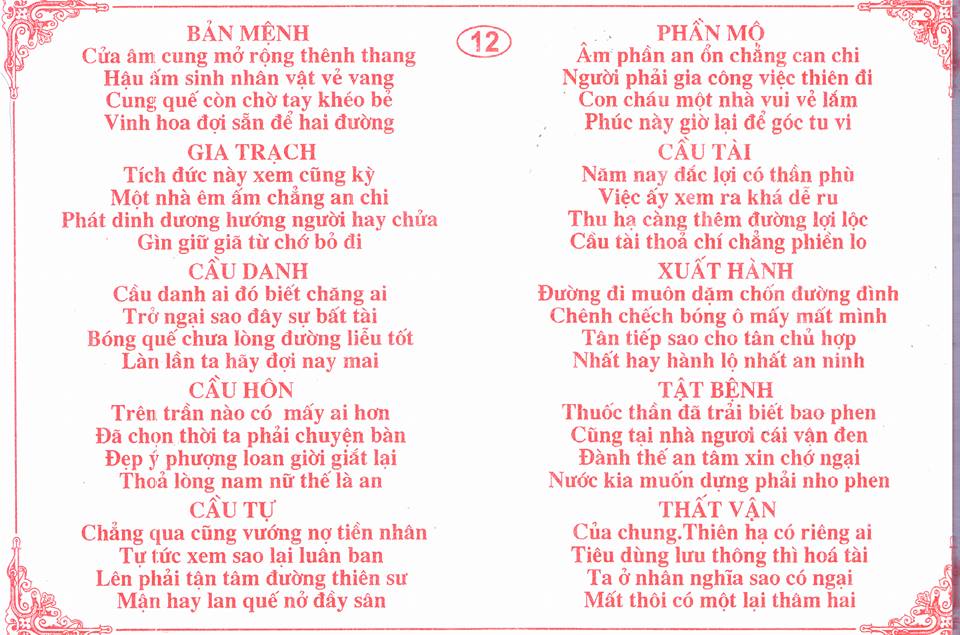 12
BẢN MỆNH
Cửa âm cung mở rộng thênh thang
Hậu ấm sinh nhân vật vẻ vang
Cung quế còn chờ tay khéo bẻ
Vinh hoa đợi sẵn để hai đường
GIA TRẠCH
Tích đức này xem cũng kỳ
Một nhà êm ấm chẳng an chi
Phát dinh dương hướng người hay chửa
Gìn giữ giã từ chớ bỏ đi
CẦU DANH
Cầu danh ai đó biết chăng ai
Trở ngại sao đây sự bất tài
Bóng quế chưa lòng đường liễu tốt
Làn lần ta hãy đợi nay mai
CẦU HÔN
Trên trần nào có mấy ai hơn
Đã chọn thời ta phải chuyện bàn
Đẹp ý phượng loan giời giắt lại
Thoả lòng nam nữ thế là an
CẦU TỰ
Chẳng qua cũng vướng nợ tiền nhân
Tự tức xem sao lại luân ban
Lên phải tận tâm đường thiên sư
Mận hay lan quế nở đầy sân
PHẦN MỘ
Âm phần an ổn chẳng can chi
Người phải gia công việc thiên đi
Con cháu một nhà vui vẻ lắm
Phúc này giờ lại để góc tu vi
CẦU TÀI
Năm nay đắc lợi có thần phù
Việc ấy xem ra khá dễ ru
Thu hạ càng thêm đường lợi lộc
Cầu tài thoả chí chẳng phiền lo
XUẤT HÀNH
Đường đi muôn dặm chốn đường đình
Chênh chếch bóng ô mấy mất mình
Tân tiếp sao cho tân chủ hợp
Nhất hay hành lộ nhất an ninh
TẬT BỆNH
Thuốc thần đã trải biết bao phen
Cũng tại nhà ngươi cái vận đen
Đành thế an tâm xin chớ ngại
Nước kia muốn dựng phải nho phen
THẤT VẬN
Của chung.Thiên hạ có riêng ai
Tiêu dùng lưu thông thì hoá tài
Ta ở nhân nghĩa sao có ngại
Mất thôi có một lại thâm hai